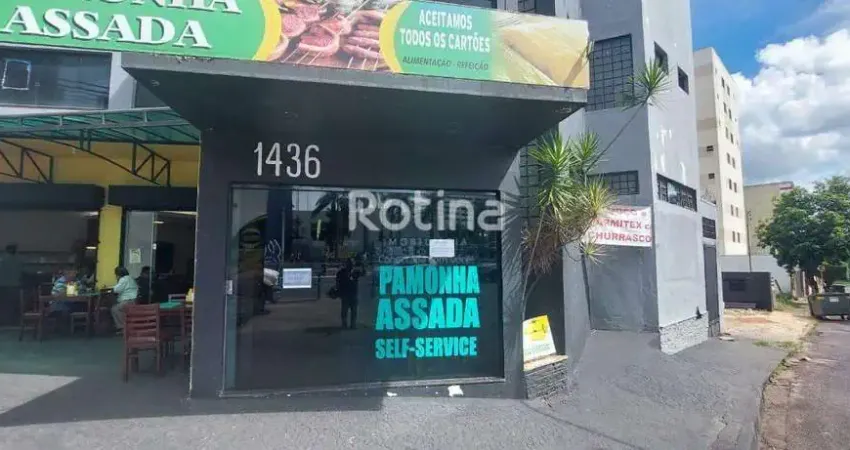 ASSADA
ACEITAMOS
TODOS OS CARTÕES
ALIMENTAÇÃO - REFEIÇÃO
1436
Rotina
PAMONHA
ASSADA
SELF-SERVICE
CHURRASCO